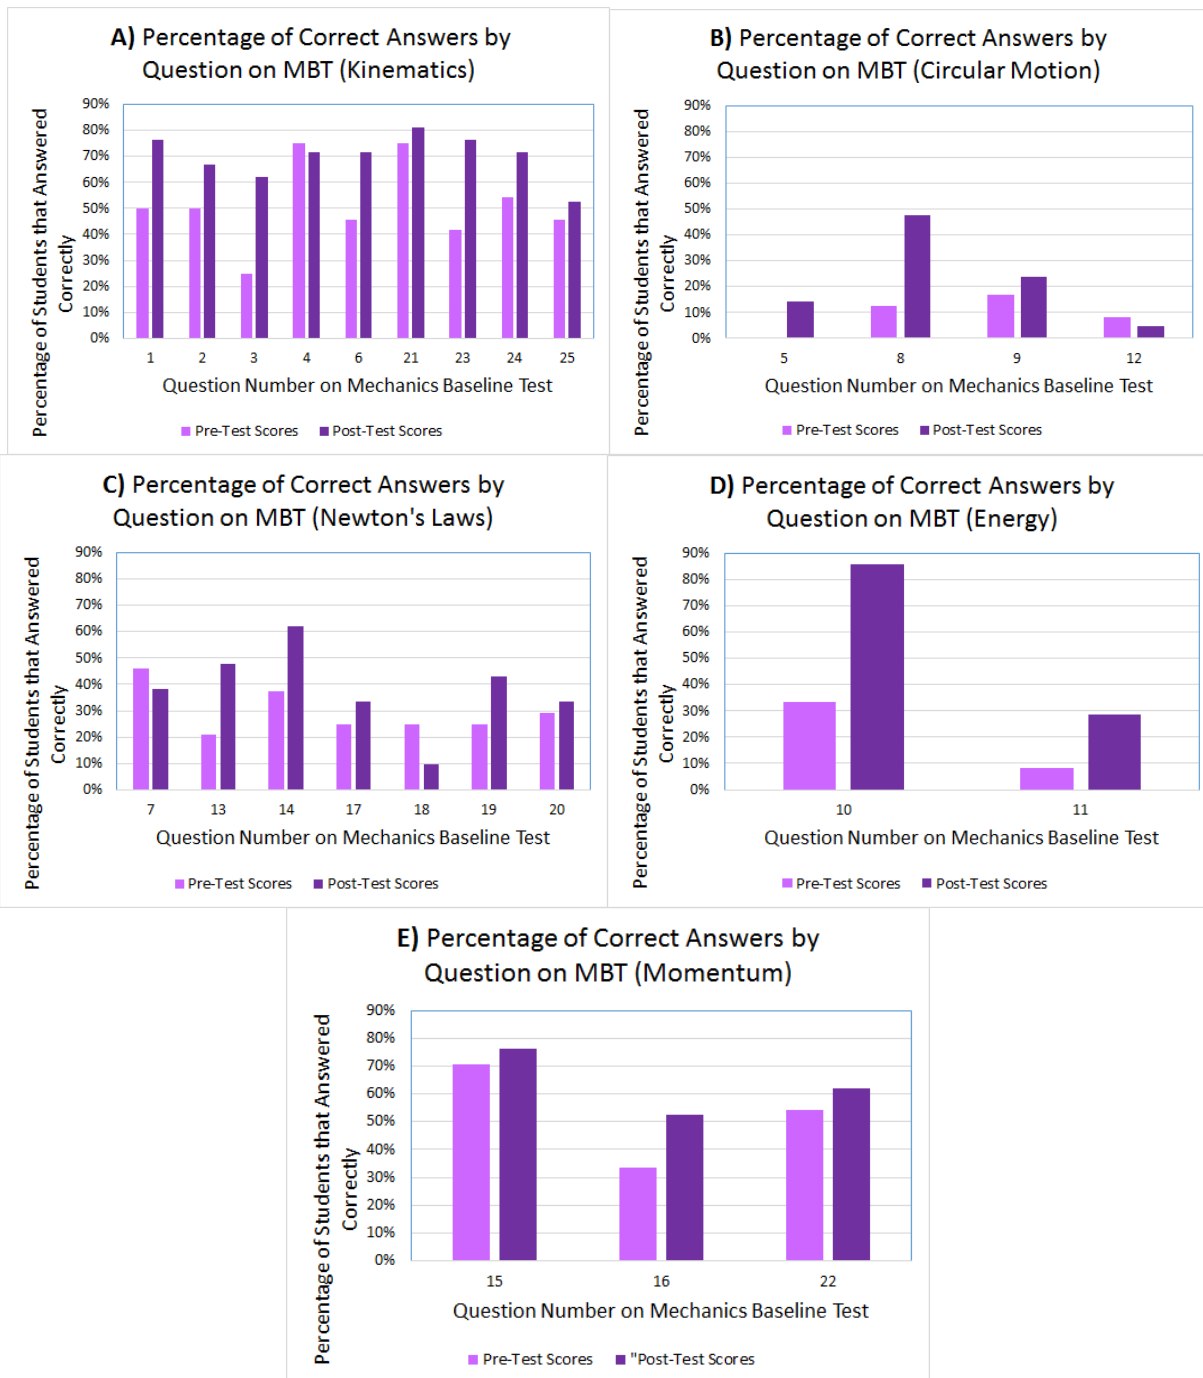 A) Percentage of Correct Answers by
Question on MBT (Kinematics)
Percentage of Students that Answered
Correctly
90%
80%
70%
60%
50%
40%
30%
20%
10%
0%
1 2 3 4 6 21 23 24 25
Question Number on Mechanics Baseline Test
Pre-Test Scores Post-Test Scores
B) Percentage of Correct Answers by
Question on MBT (Circular Motion)
Percentage of Students that Answered
Correctly
90%
80%
70%
60%
50%
40%
30%
20%
10%
0%
5 8 9 12
Question Number on Mechanics Baseline Test
Pre-Test Scores Post-Test Scores
C) Percentage of Correct Answers by
Question on MBT (Newton's Laws)
Percentage of Students that Answered
Correctly
90%
80%
70%
60%
50%
40%
30%
20%
10%
0%
7 13 14 17 18 19 20
Question Number on Mechanics Baseline Test
Pre-Test Scores Post-Test Scores
D) Percentage of Correct Answers by
Question on MBT (Energy)
Percentage of Students that Answered
Correctly
90%
80%
70%
60%
50%
40%
30%
20%
10%
0%
10 11
Question Number on Mechanics Baseline Test
Pre-Test Scores Post-Test Scores
E) Percentage of Correct Answers by
Question on MBT (Momentum)
Percentage of Students that Answered
Correctly
90%
80%
70%
60%
50%
40%
30%
20%
10%
0%
15 16 22
Question Number on Mechanics Baseline Test
Pre-Test Scores "Post-Test Scores